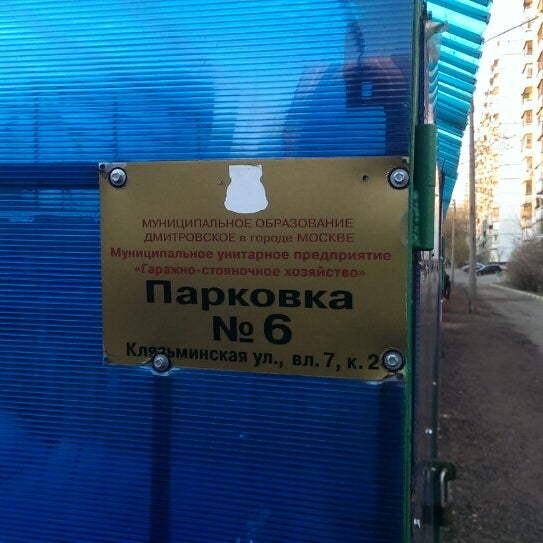 МУНИЦИПАЛЬНОЕ ОБРАЗОВАНИЕ
ДМИТРОВСКОЕ в городе МОСКВЕ
Муниципальное унитарное предприятие
«Гаражно-стояночное хозяйство»
Парковка
№ 6
Клязьминская ул., вл. 7, к. 2